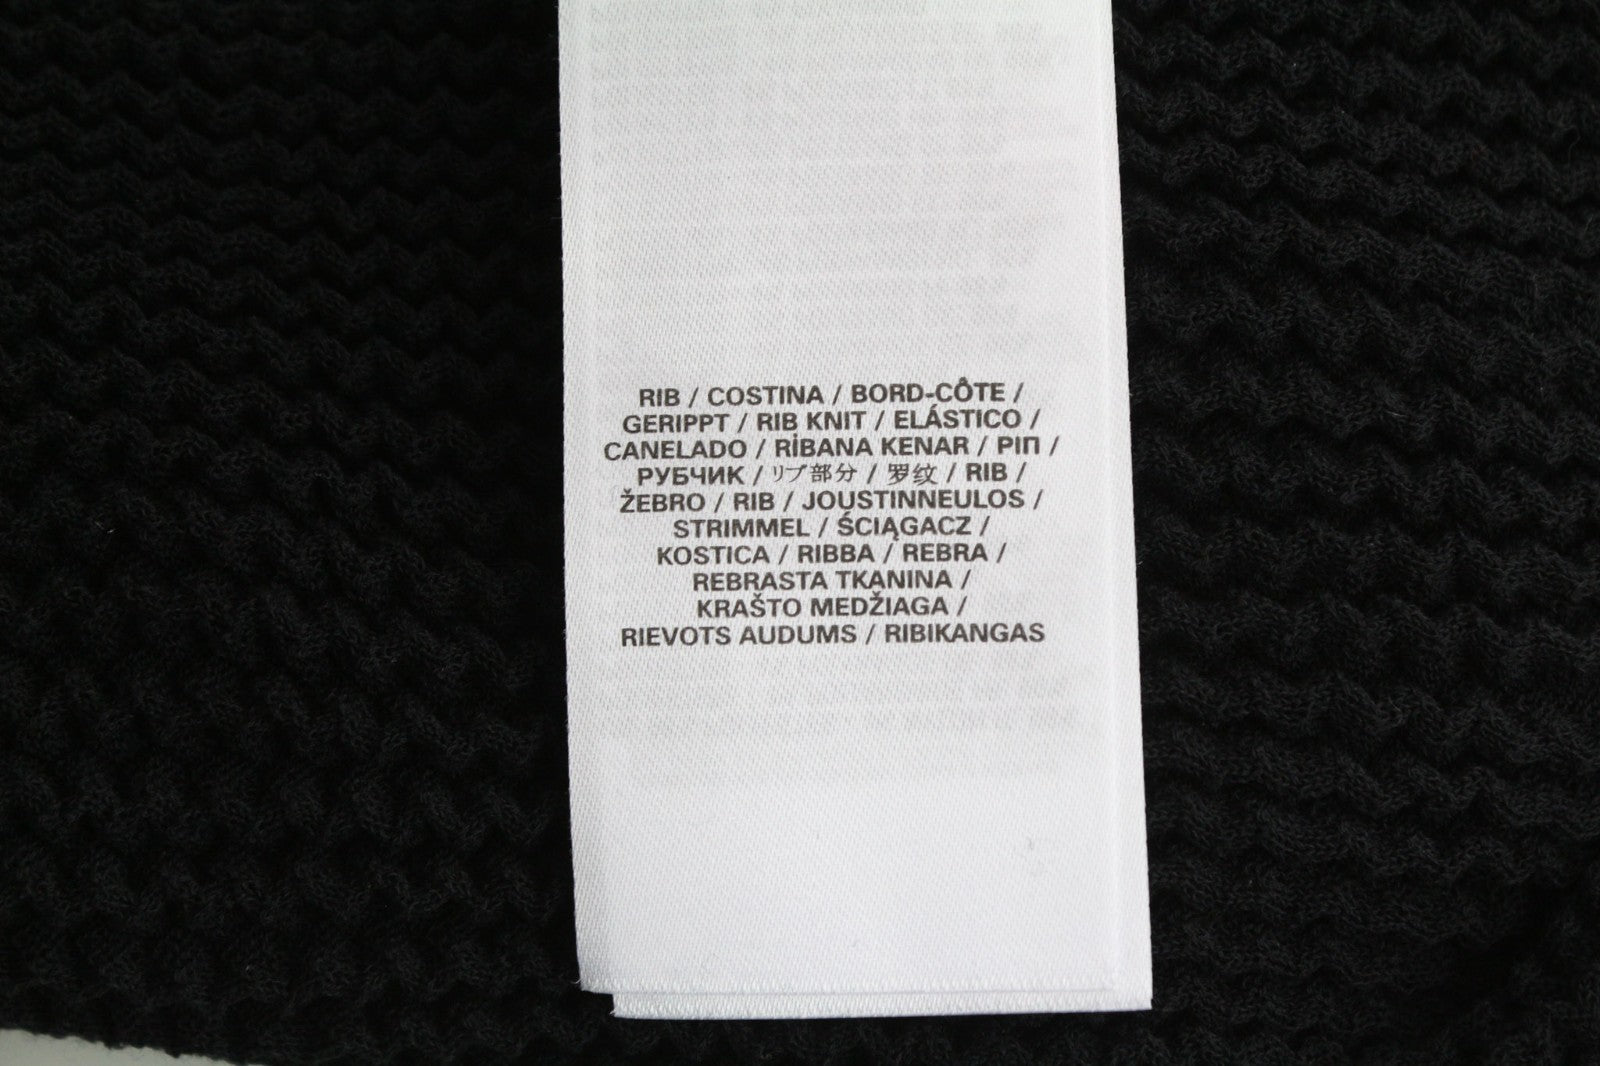 RIB / COSTINA / BORD-CÔTE /
GERIPPT / RIB KNIT / ELÁSTICO /
CANELADO / RİBANA KENAR / РІП /
РУБЧИК / リブ部分 / 罗纹 / RIB /
ŽEBRO / RIB / JOUSTINNEULOS /
STRIMMEL / ŚCIĄGACZ /
KOSTICA / RIBBA / REBRA /
REBRASTA TKANINA /
KRAŠTO MEDŽIAGA /
RIEVOTS AUDUMS / RIBIKANGAS